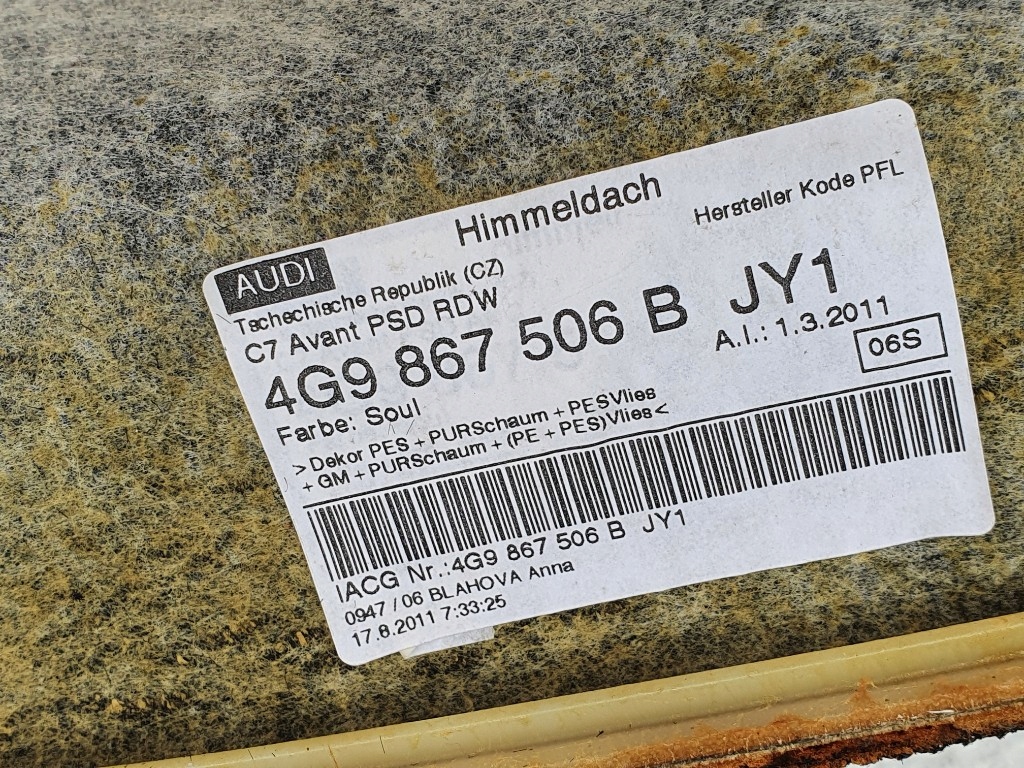 Himmeldach
Hersteller Kode PFL
AUDI
Tschechische Republik (CZ)
C7 Avant PSD RDW
4G9 867 506 B JY1
A.I.: 1.3.2011
Farbe: Soul
06S
>Dekor PES + PURSchaum + PESVlies
+ GM + PURSchaum + (PE + PES)Vlies<
IACG Nr.:4G9 867 506 B JY1
0947 / 06 BLAHOVA Anna
17.8.2011 7:33:25